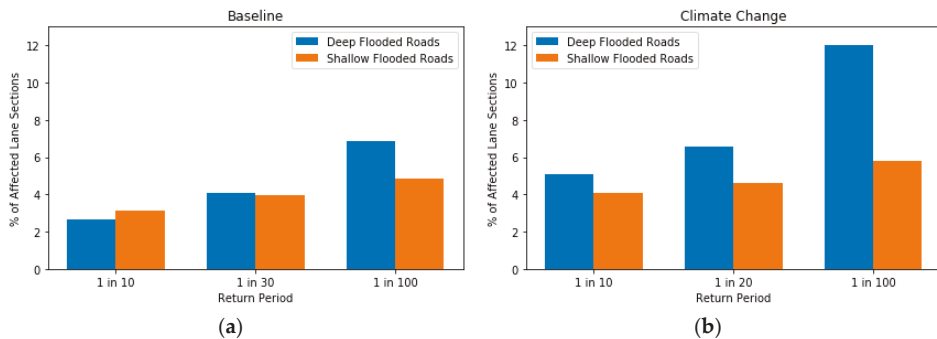 Baseline
% of Affected Lane Sections
12
10
8
6
4
2
0
Deep Flooded Roads
Shallow Flooded Roads
1 in 10
1 in 30
1 in 100
Return Period
(a)
Climate Change
% of Affected Lane Sections
12
10
8
6
4
2
0
Deep Flooded Roads
Shallow Flooded Roads
1 in 10
1 in 20
1 in 100
Return Period
(b)